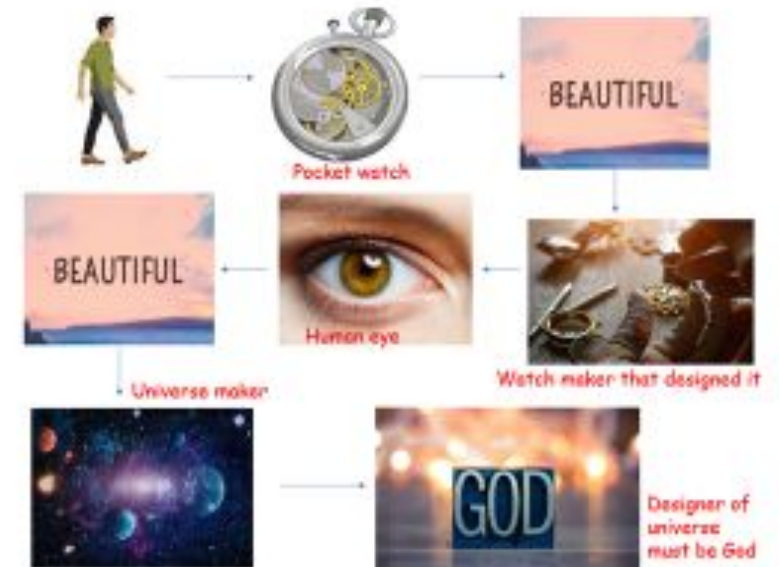 Pocket watch
BEAUTIFUL
BEAUTIFUL
Human eye
Watch maker that designed it
Universe maker
GOD
Designer of
universe
must be God